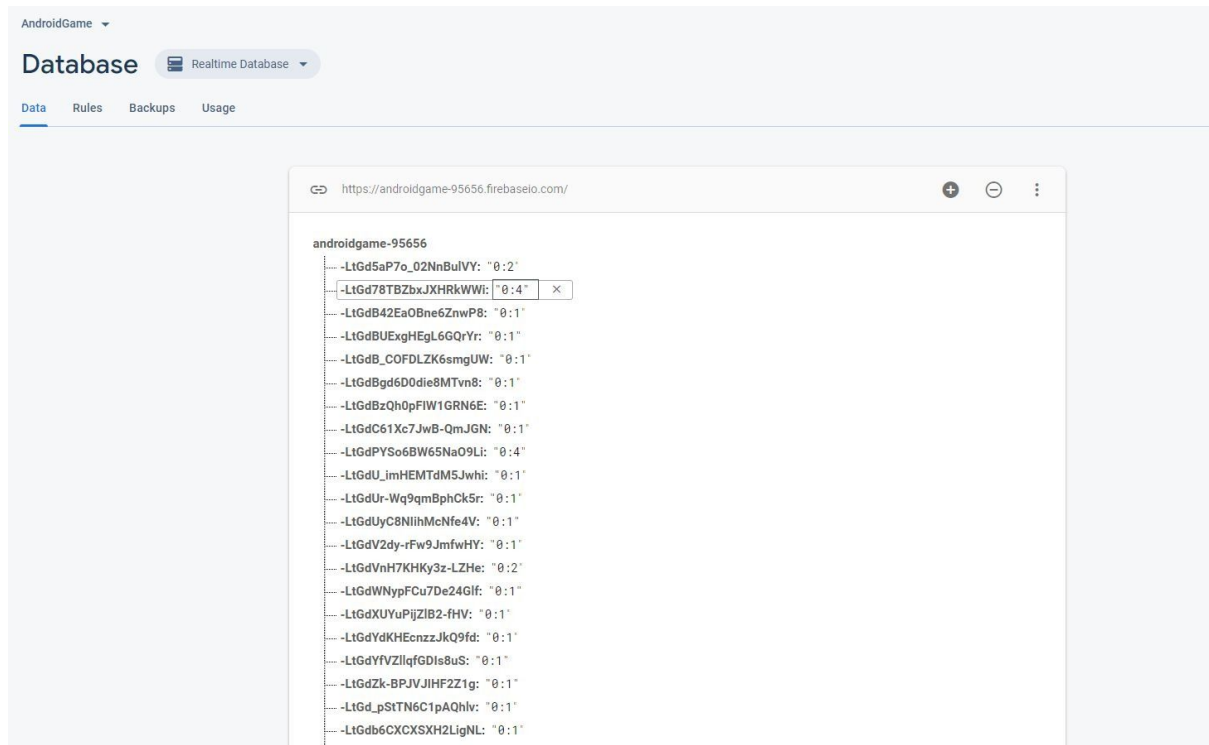 AndroidGame
Database Realtime Database
Data Rules Backups Usage
https://androidgame-95656.firebaseio.com/
androidgame-95656
-LtGd5aP7o_02NnBulVY: "0:2"
-LtGd78TBZbxJXHRkWWi: "0:4"
-LtGdB42EaOBne6ZnwP8: "0:1"
-LtGdBUExgHEgL6GQrYr: "0:1"
-LtGdB_COFDLZK6smgUW: "0:1"
-LtGdBgd6D0die8MTvn8: "0:1"
-LtGdBzQh0pFIW1GRN6E: "0:1"
-LtGdC61Xc7JwB-QmJGN: "0:1"
-LtGdPYSo6BW65NaO9Li: "0:4"
-LtGdU_imHEMTdM5Jwhi: "0:1"
-LtGdUr-Wq9qmBphCk5r: "0:1"
-LtGdUyC8NIihMcNfe4V: "0:1"
-LtGdV2dy-rFw9JmfwHY: "0:1"
-LtGdVnH7KHKy3z-LZHe: "0:2"
-LtGdWNypFCu7De24Glf: "0:1"
-LtGdXUYuPijZlB2-fHV: "0:1"
-LtGdYdKHEcnzzJkQ9fd: "0:1"
-LtGdYfVZllqfGDIs8uS: "0:1"
-LtGdZk-BPJVJIHF2Z1g: "0:1"
-LtGd_pStTN6C1pAQhlv: "0:1"
-LtGdb6CXCXSXH2LigNL: "0:1"